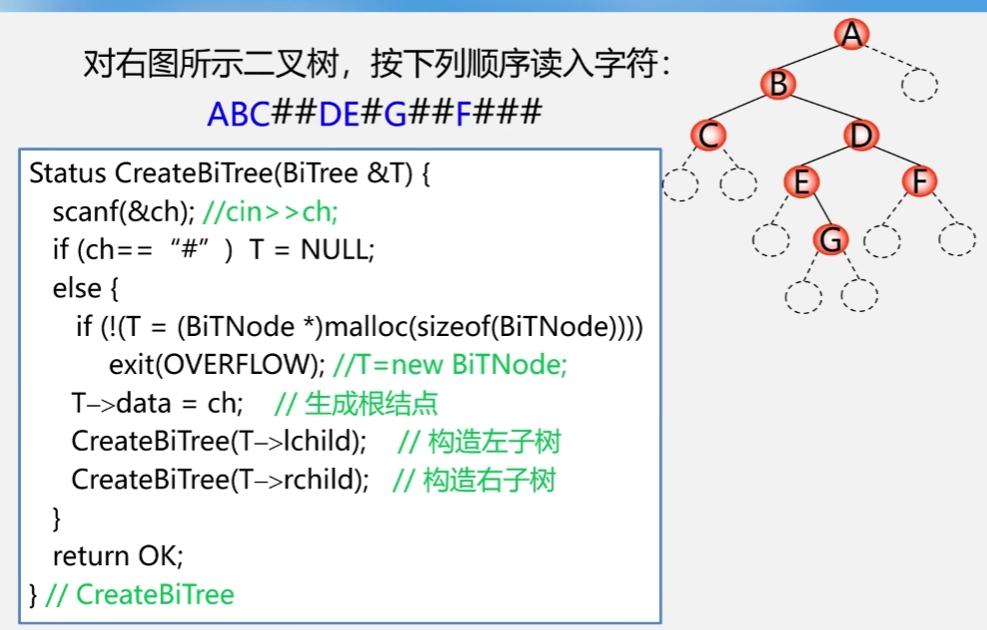 对右图所示二叉树，按下列顺序读入字符：
ABC##DE#G##F###
Status CreateBiTree(BiTree &T) {
scanf(&ch); //cin>>ch;
if (ch== “#” ) T = NULL;
else {
if (!(T = (BiTNode *)malloc(sizeof(BiTNode))))
exit(OVERFLOW); //T=new BiTNode;
T–>data = ch; // 生成根结点
CreateBiTree(T–>lchild); // 构造左子树
CreateBiTree(T–>rchild); // 构造右子树
}
return OK;
} // CreateBiTree
A
B
C D
E F
G